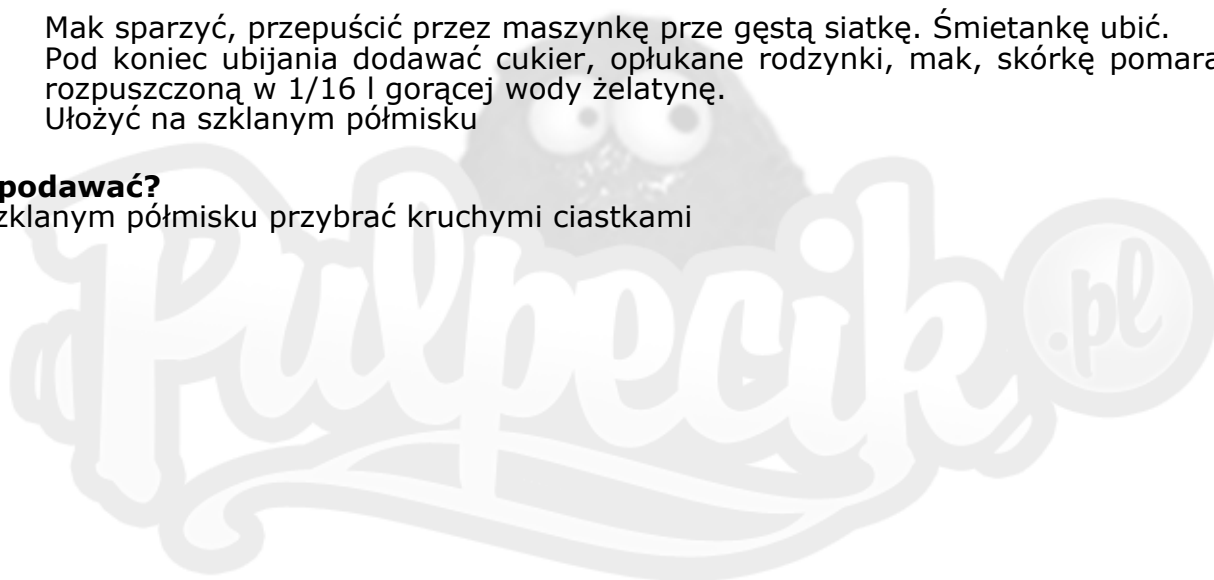 Mak sparzyć, przepuścić przez maszynkę prze gęstą siatkę. Śmietankę ubić.
Pod koniec ubijania dodawać cukier, opłukane rodzynki, mak, skórkę pomara
rozpuszczoną w 1/16 l gorącej wody żelatynę.
Ułożyć na szklanym półmisku
podawać?
zklanym półmisku przybrać kruchymi ciastkami
Pulpecik.pl